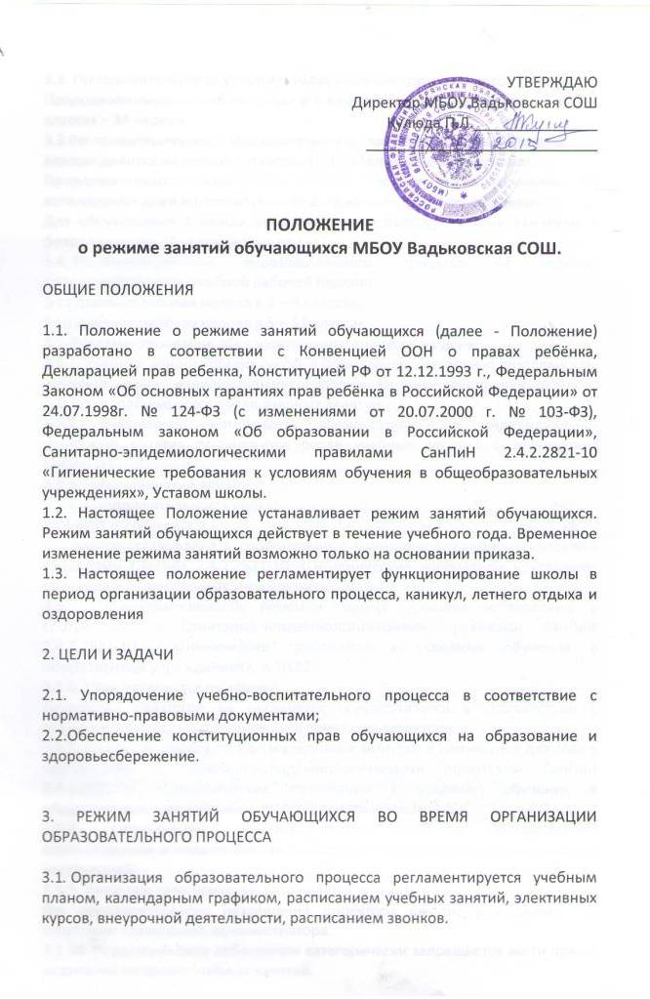 УТВЕРЖДАЮ
Директор МБОУ Вадьковская СОШ
Кулюда П.Л.
ПОЛОЖЕНИЕ
о режиме занятий обучающихся МБОУ Вадьковская СОШ.
ОБЩИЕ ПОЛОЖЕНИЯ
1.1. Положение о режиме занятий обучающихся (далее - Положение)
разработано в соответствии с Конвенцией ООН о правах ребёнка,
Декларацией прав ребенка, Конституцией РФ от 12.12.1993 г., Федеральным
Законом «Об основных гарантиях прав ребёнка в Российской Федерации» от
24.07.1998г. № 124-ФЗ (с изменениями от 20.07.2000 г. № 103-ФЗ),
Федеральным законом «Об образовании в Российской Федерации»,
Санитарно-эпидемиологическими правилами СанПиН 2.4.2.2821-10
«Гигиенические требования к условиям обучения в общеобразовательных
учреждениях», Уставом школы.
1.2. Настоящее Положение устанавливает режим занятий обучающихся.
Режим занятий обучающихся действует в течение учебного года. Временное
изменение режима занятий возможно только на основании приказа.
1.3. Настоящее положение регламентирует функционирование школы в
период организации образовательного процесса, каникул, летнего отдыха и
оздоровления
2. ЦЕЛИ И ЗАДАЧИ
2.1. Упорядочение учебно-воспитательного процесса в соответствие с
нормативно-правовыми документами;
2.2.Обеспечение конституционных прав обучающихся на образование и
здоровьесбережение.
3. РЕЖИМ ЗАНЯТИЙ ОБУЧАЮЩИХСЯ ВО ВРЕМЯ ОРГАНИЗАЦИИ
ОБРАЗОВАТЕЛЬНОГО ПРОЦЕССА
3.1. Организация образовательного процесса регламентируется учебным
планом, календарным графиком, расписанием учебных занятий, элективных
курсов, внеурочной деятельности, расписанием звонков.